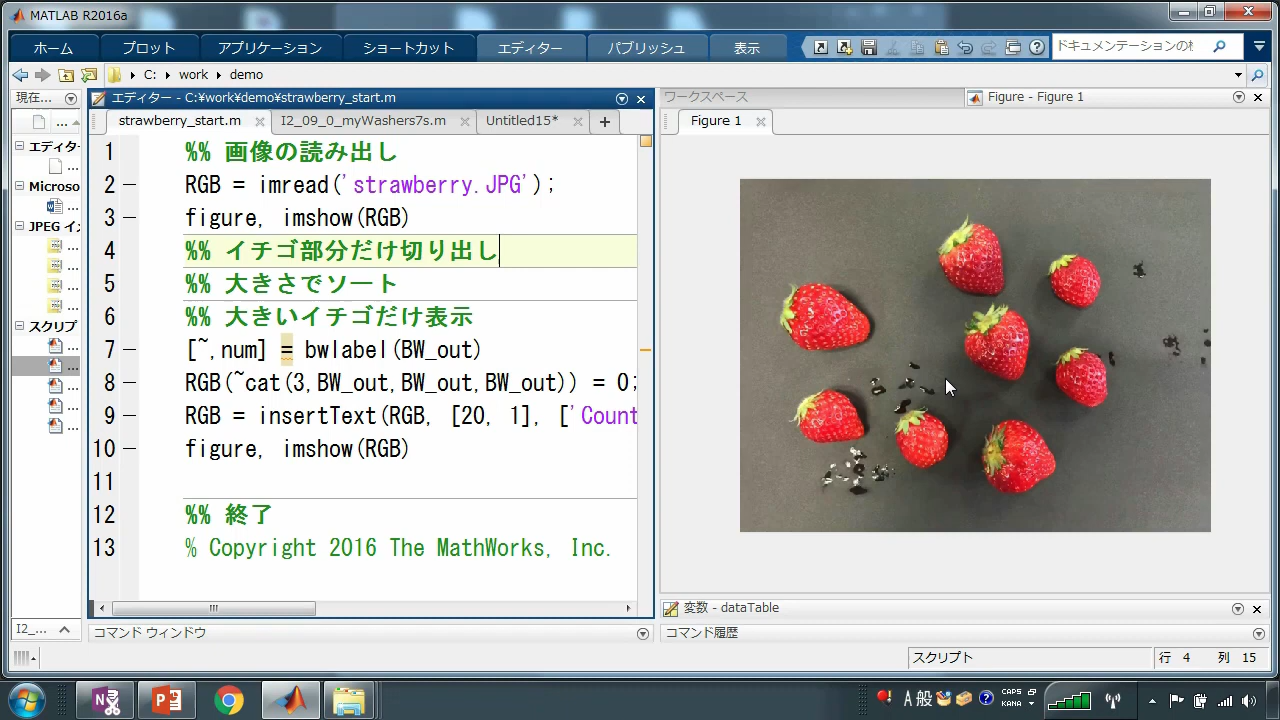 MATLAB R2016a
ホーム プロット アプリケーション ショートカット エディター パブリッシュ 表示 ドキュメンテーションの検
C: work demo
現在... エディター - C:¥work¥demo¥strawberry_start.m ワークスペース Figure - Figure 1
strawberry_start.m I2_09_0_myWashers7s.m Untitled15* + Figure 1
1 %% 画像の読み出し
2 RGB = imread('strawberry.JPG');
3 figure, imshow(RGB)
4 %% イチゴ部分だけ切り出し
5 %% 大きさでソート
6 %% 大きいイチゴだけ表示
7 [~,num] = bwlabel(BW_out)
8 RGB(~cat(3,BW_out,BW_out,BW_out)) = 0;
9 RGB = insertText(RGB, [20, 1], ['Count
10 figure, imshow(RGB)
11
12 %% 終了
13 % Copyright 2016 The MathWorks, Inc.
...
エディター
...
Microso
...
JPEG イメ
...
...
...
...
スクリプ
...
...
...
...
...
I2_...
変数 - dataTable
コマンド ウィンドウ コマンド履歴
スクリプト 行 4 列 15
A 般 CAPS KANA